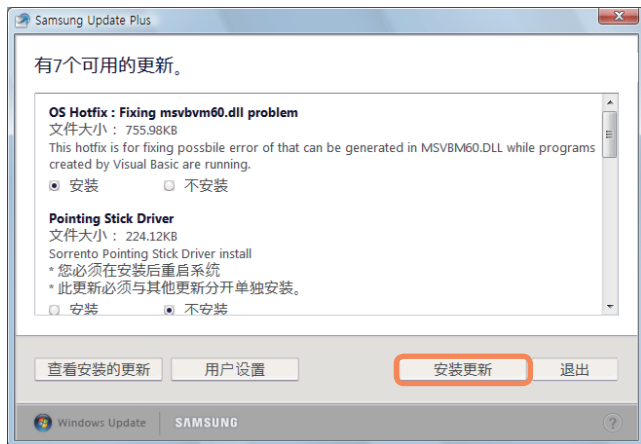 Samsung Update Plus
有7个可用的更新。
OS Hotfix : Fixing msvbvm60.dll problem
文件大小 : 755.98KB
This hotfix is for fixing possbile error of that can be generated in MSVBM60.DLL while programs
created by Visual Basic are running.
安装 不安装
Pointing Stick Driver
文件大小 : 224.12KB
Sorrento Pointing Stick Driver install
* 您必须在安装后重启系统
* 此更新必须与其他更新分开单独安装。
安装 不安装
查看安装的更新 用户设置 安装更新 退出
Windows Update SAMSUNG ?